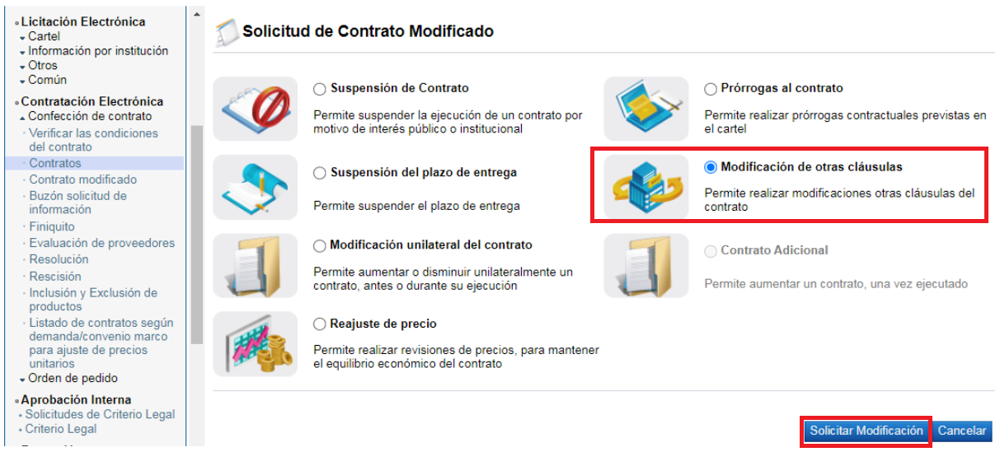 Licitación Electrónica
Cartel
Información por institución
Otros
Común
Contratación Electrónica
Confección de contrato
Verificar las condiciones
del contrato
Contratos
Contrato modificado
Buzón solicitud de
información
Finiquito
Evaluación de proveedores
Resolución
Rescisión
Inclusión y Exclusión de
productos
Listado de contratos según
demanda/convenio marco
para ajuste de precios
unitarios
Orden de pedido
Aprobación Interna
Solicitudes de Criterio Legal
Criterio Legal
Solicitud de Contrato Modificado
Suspensión de Contrato
Permite suspender la ejecución de un contrato por
motivo de interés público o institucional
Prórrogas al contrato
Permite realizar prórrogas contractuales previstas en
el cartel
Suspensión del plazo de entrega
Permite suspender el plazo de entrega
Modificación de otras cláusulas
Permite realizar modificaciones otras cláusulas del
contrato
Modificación unilateral del contrato
Permite aumentar o disminuir unilateralmente un
contrato, antes o durante su ejecución
Contrato Adicional
Permite aumentar un contrato, una vez ejecutado
Reajuste de precio
Permite realizar revisiones de precios, para mantener
el equilibrio económico del contrato
Solicitar Modificación
Cancelar